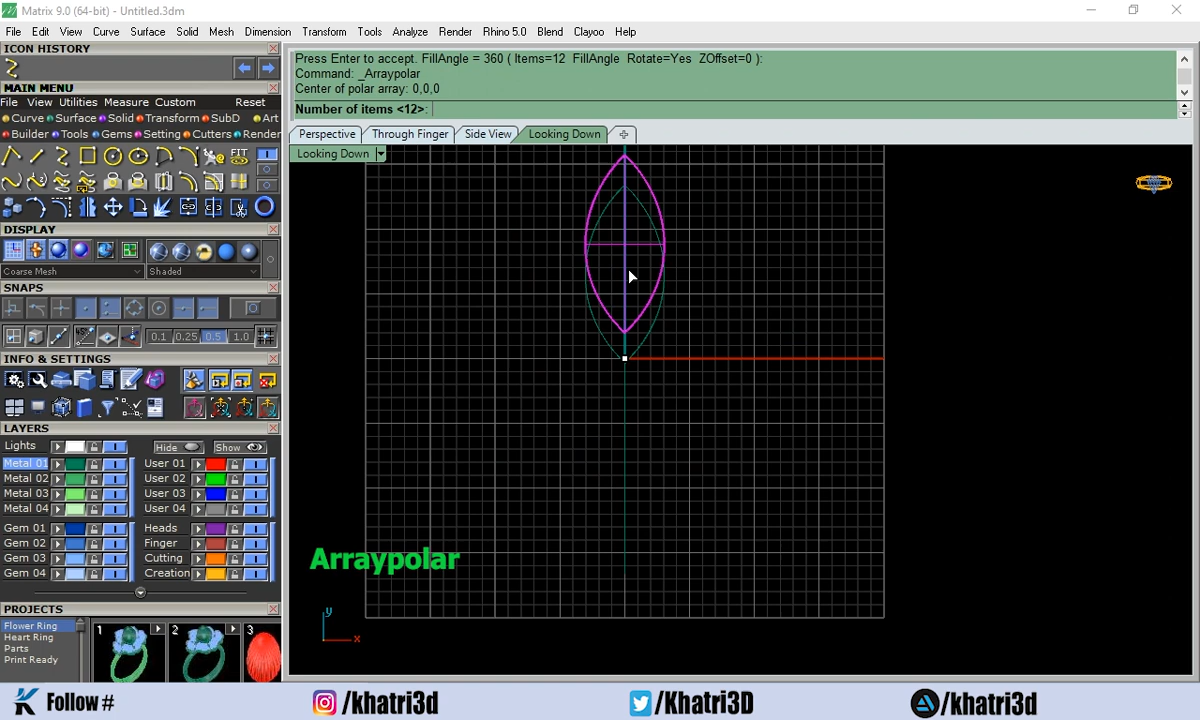 Matrix 9.0 (64-bit) - Untitled.3dm
File Edit View Curve Surface Solid Mesh Dimension Transform Tools Analyze Render Rhino 5.0 Blend Clayoo Help
ICON HISTORY
MAIN MENU
File View Utilities Measure Custom Reset
Curve Surface Solid Transform SubD Art
Builder Tools Gems Setting Cutters Render
FIT
DISPLAY
Coarse Mesh Shaded
SNAPS
45°
0.1 0.25 0.5 1.0
INFO & SETTINGS
LAYERS
Lights Hide Show
Metal 01 User 01
Metal 02 User 02
Metal 03 User 03
Metal 04 User 04
Gem 01 Heads
Gem 02 Finger
Gem 03 Cutting
Gem 04 Creation
PROJECTS
Flower Ring
Heart Ring
Parts
Print Ready
1 2 3
Press Enter to accept. FillAngle = 360 ( Items=12 FillAngle Rotate=Yes ZOffset=0 ):
Command: _Arraypolar
Center of polar array: 0,0,0
Number of items <12>:
Perspective Through Finger Side View Looking Down
Looking Down
Arraypolar
y
x
Follow # /khatri3d /Khatri3D /khatri3d